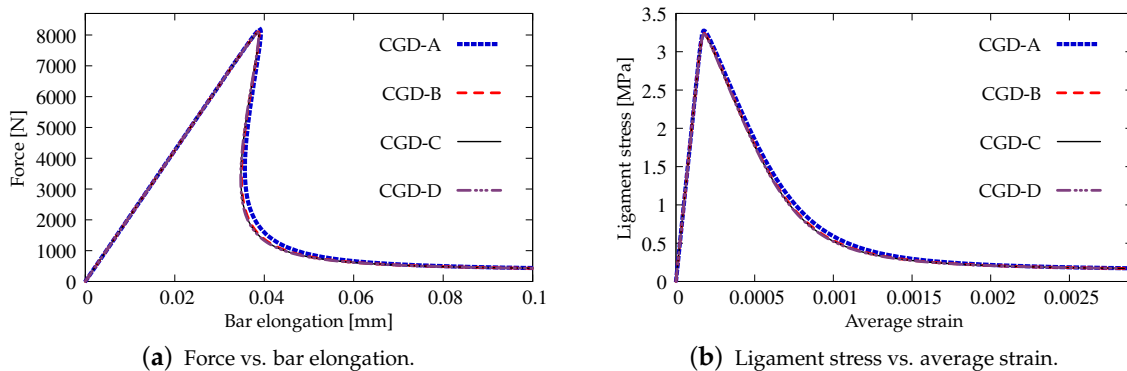 Force [N]
8000
7000
6000
5000
4000
3000
2000
1000
0
CGD-A
CGD-B
CGD-C
CGD-D
0 0.02 0.04 0.06 0.08 0.1
Bar elongation [mm]
(a) Force vs. bar elongation.
Ligament stress [MPa]
3.5
3
2.5
2
1.5
1
0.5
0
CGD-A
CGD-B
CGD-C
CGD-D
0 0.0005 0.001 0.0015 0.002 0.0025
Average strain
(b) Ligament stress vs. average strain.